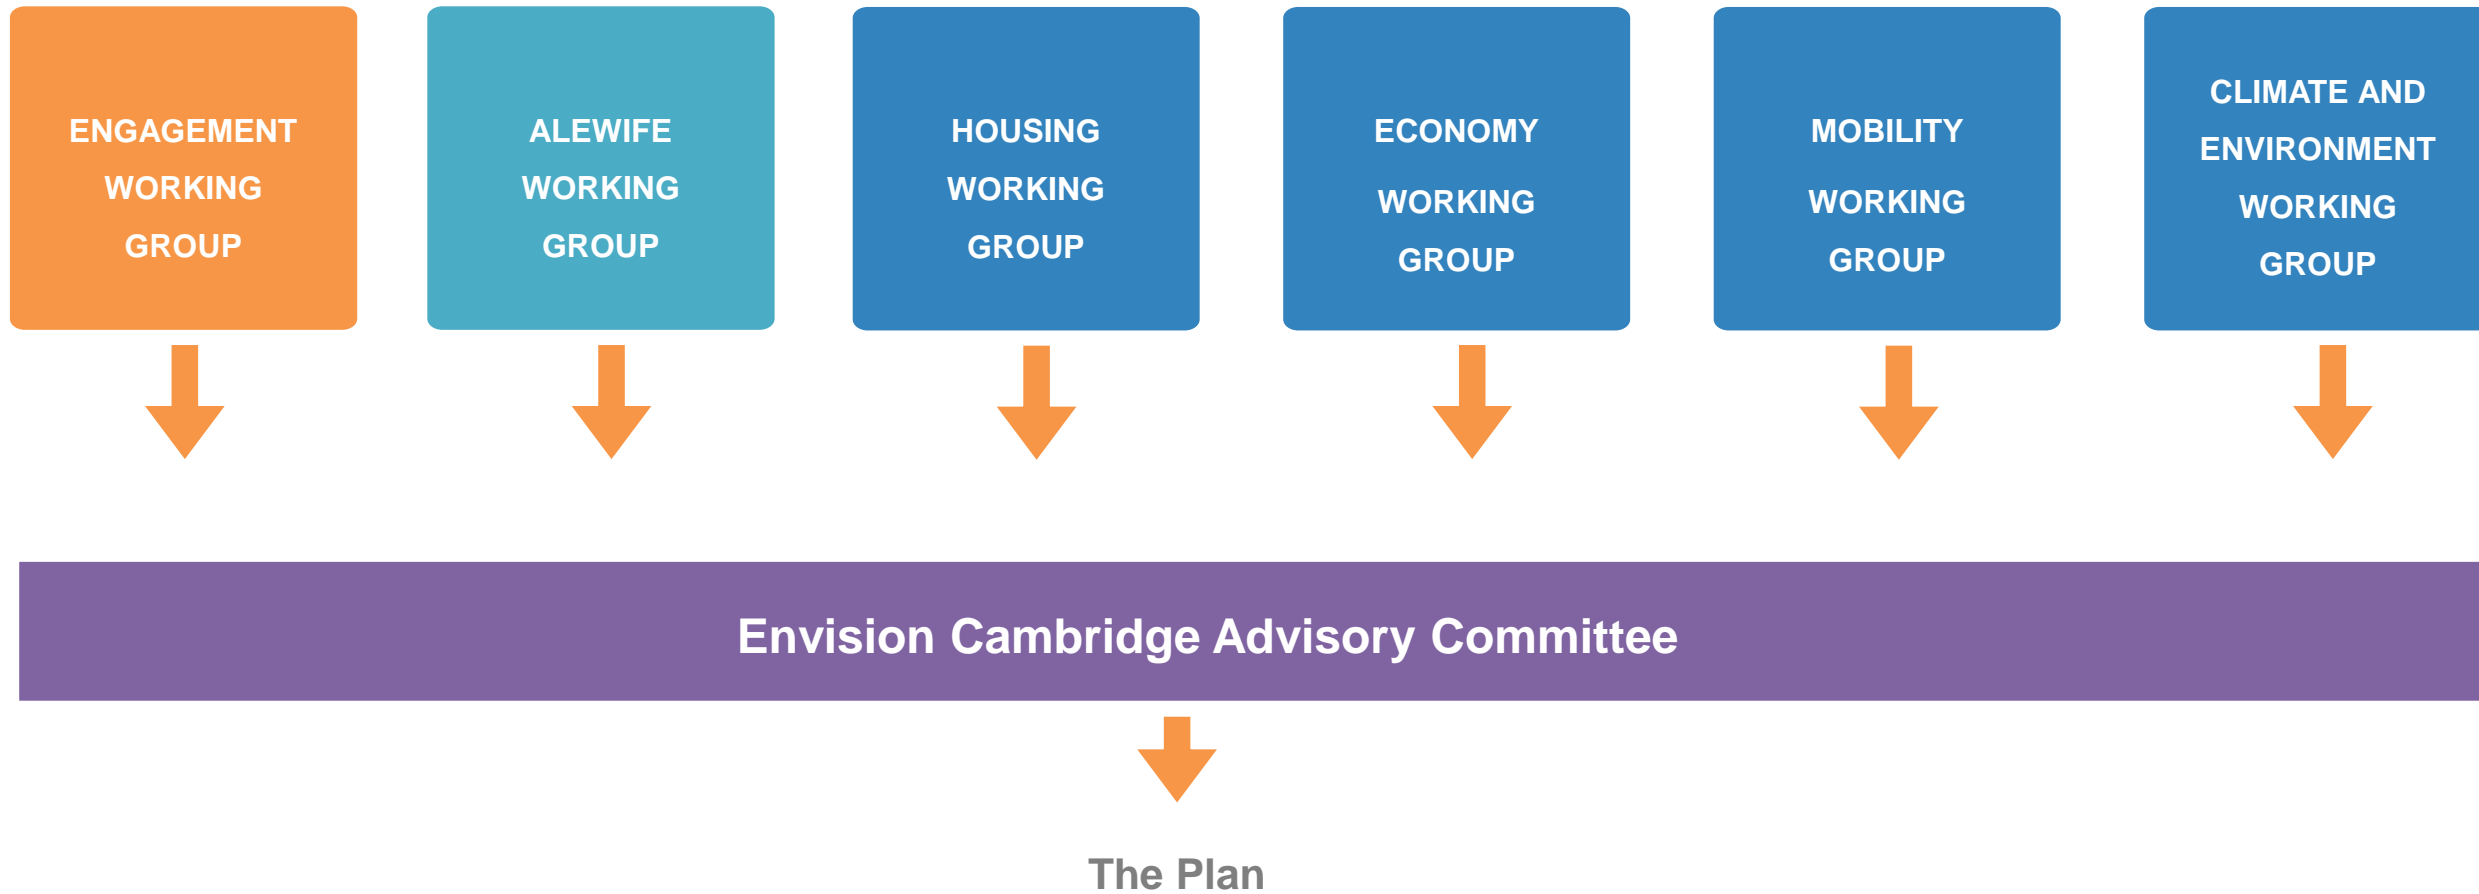 ENGAGEMENT
WORKING
GROUP
ALEWIFE
WORKING
GROUP
HOUSING
WORKING
GROUP
ECONOMY
WORKING
GROUP
MOBILITY
WORKING
GROUP
CLIMATE AND
ENVIRONMENT
WORKING
GROUP
Envision Cambridge Advisory Committee
The Plan